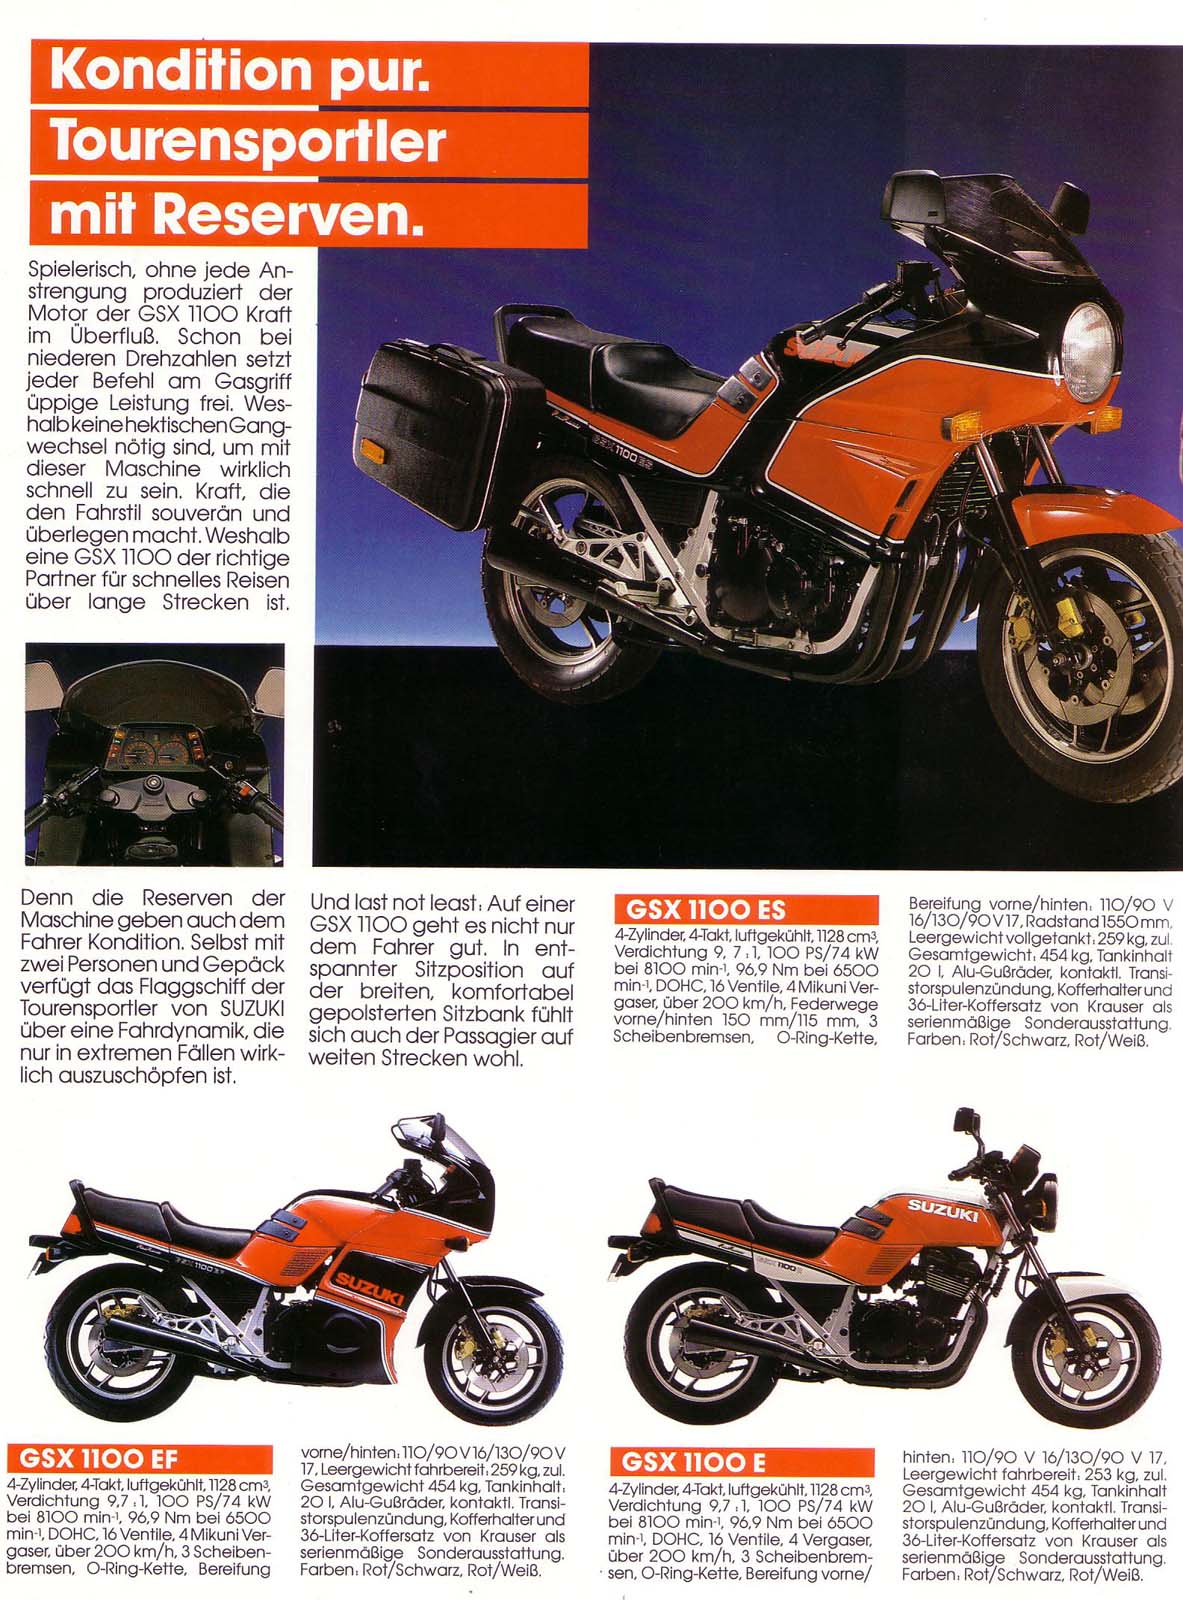 Kondition pur.
Tourensportler
mit Reserven.
Spielerisch, ohne jede An-
strengung produziert der
Motor der GSX 1100 Kraft
im Überfluß. Schon bei
niederen Drehzahlen setzt
jeder Befehl am Gasgriff
üppige Leistung frei. Wes-
halb keine hektischen Gang-
wechsel nötig sind, um mit
dieser Maschine wirklich
schnell zu sein. Kraft, die
den Fahrstil souverän und
überlegen macht. Weshalb
eine GSX 1100 der richtige
Partner für schnelles Reisen
über lange Strecken ist.
SUZUKI
GSX 1100 ES
Denn die Reserven der
Maschine geben auch dem
Fahrer Kondition. Selbst mit
zwei Personen und Gepäck
verfügt das Flaggschiff der
Tourensportler von SUZUKI
über eine Fahrdynamik, die
nur in extremen Fällen wirk-
lich auszuschöpfen ist.
Und last not least: Auf einer
GSX 1100 geht es nicht nur
dem Fahrer gut. In ent-
spannter Sitzposition auf
der breiten, komfortabel
gepolsterten Sitzbank fühlt
sich auch der Passagier auf
weiten Strecken wohl.
GSX 1100 ES
4-Zylinder, 4-Takt, luftgekühlt, 1128 cm³,
Verdichtung 9, 7:1, 100 PS/74 kW
bei 8100 min-¹, 96,9 Nm bei 6500
min-¹, DOHC, 16 Ventile, 4 Mikuni Ver-
gaser, über 200 km/h, Federwege
vorne/hinten 150 mm/115 mm, 3
Scheibenbremsen, O-Ring-Kette,
Bereifung vorne/hinten: 110/90 V
16/130/90 V 17, Radstand 1550 mm,
Leergewicht vollgetankt: 259 kg, zul.
Gesamtgewicht: 454 kg, Tankinhalt
20 l, Alu-Gußräder, kontaktl. Transi-
storspulenzündung, Kofferhalter und
36-Liter-Koffersatz von Krauser als
serienmäßige Sonderausstattung.
Farben: Rot/Schwarz, Rot/Weiß.
SUZUKI
SUZUKI
GSX 1100 EF
4-Zylinder, 4-Takt, luftgekühlt, 1128 cm³,
Verdichtung 9,7:1, 100 PS/74 kW
bei 8100 min-¹, 96,9 Nm bei 6500
min-¹, DOHC, 16 Ventile, 4 Mikuni Ver-
gaser, über 200 km/h, 3 Scheiben-
bremsen, O-Ring-Kette, Bereifung
vorne/hinten: 110/90 V 16/130/90 V
17, Leergewicht fahrbereit: 259 kg, zul.
Gesamtgewicht 454 kg, Tankinhalt:
20 l, Alu-Gußräder, kontaktl. Transi-
storspulenzündung, Kofferhalter und
36-Liter-Koffersatz von Krauser als
serienmäßige Sonderausstattung.
Farben: Rot/Schwarz, Rot/Weiß.
GSX 1100 E
4-Zylinder, 4-Takt, luftgekühlt, 1128 cm³,
Verdichtung 9,7:1, 100 PS/74 kW
bei 8100 min-¹, 96,9 Nm bei 6500
min-¹, DOHC, 16 Ventile, 4 Vergaser,
über 200 km/h, 3 Scheibenbrem-
sen, O-Ring-Kette, Bereifung vorne/
hinten: 110/90 V 16/130/90 V 17,
Leergewicht fahrbereit: 253 kg, zul.
Gesamtgewicht 454 kg, Tankinhalt
20 l, Alu-Gußräder, kontaktl. Transi-
storspulenzündung, Kofferhalter und
36-Liter-Koffersatz von Krauser als
serienmäßige Sonderausstattung.
Farben: Rot/Schwarz, Rot/Weiß.